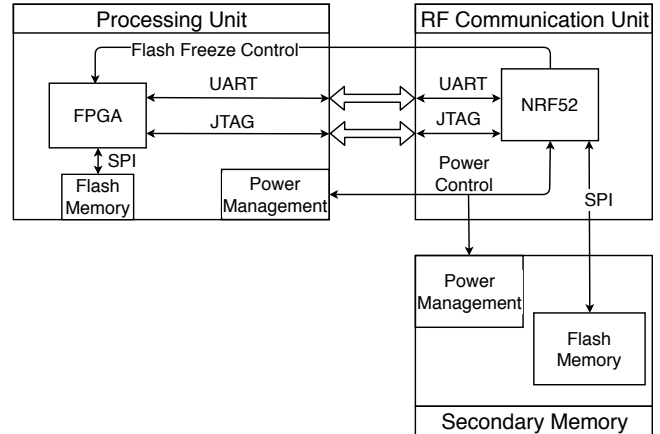 Processing Unit
RF Communication Unit
Flash Freeze Control
UART
UART
FPGA
NRF52
JTAG
JTAG
SPI
Power
Control
Flash
Memory
Power
Management
SPI
Power
Management
Flash
Memory
Secondary Memory